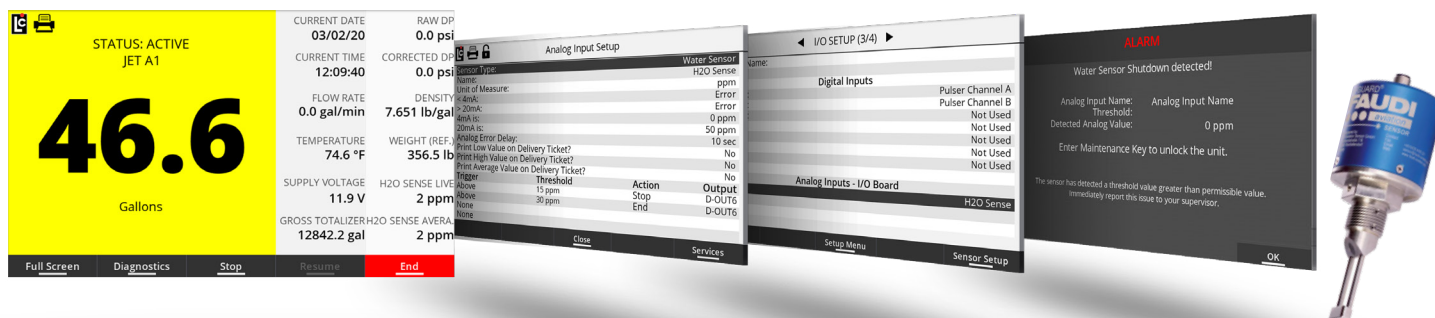 LC
STATUS: ACTIVE
JET A1
46.6
Gallons
CURRENT DATE
03/02/20
RAW DP
0.0 psi
CURRENT TIME
12:09:40
CORRECTED DP
0.0 psi
FLOW RATE
0.0 gal/min
DENSITY
7.651 lb/gal
TEMPERATURE
74.6 °F
WEIGHT (REF.)
356.5 lb
SUPPLY VOLTAGE
11.9 V
H2O SENSE LIVE
2 ppm
GROSS TOTALIZER
12842.2 gal
H2O SENSE AVERA.
2 ppm
Full Screen Diagnostics Stop Resume End
LC
Analog Input Setup
Water Sensor
Sensor Type: H2O Sense
Name: ppm
Unit of Measure: Error
< 4mA: Error
> 20mA: 0 ppm
4mA is: 50 ppm
20mA is: 10 sec
Analog Error Delay: No
Print Low Value on Delivery Ticket? No
Print High Value on Delivery Ticket? No
Print Average Value on Delivery Ticket?
Trigger Threshold Action Output
Above 15 ppm Stop D-OUT6
Above 30 ppm End D-OUT6
None
None
Close Services
I/O SETUP (3/4)
Name:
Digital Inputs
Pulser Channel A
Pulser Channel B
Not Used
Not Used
Not Used
Not Used
Not Used
Analog Inputs - I/O Board
H2O Sense
Setup Menu Sensor Setup
ALARM
Water Sensor Shutdown detected!
Analog Input Name: Analog Input Name
Threshold:
Detected Analog Value: 0 ppm
Enter Maintenance Key to unlock the unit.
The sensor has detected a threshold value greater than permissible value.
Immediately report this issue to your supervisor.
OK
FAUDI
aviation
SENSOR